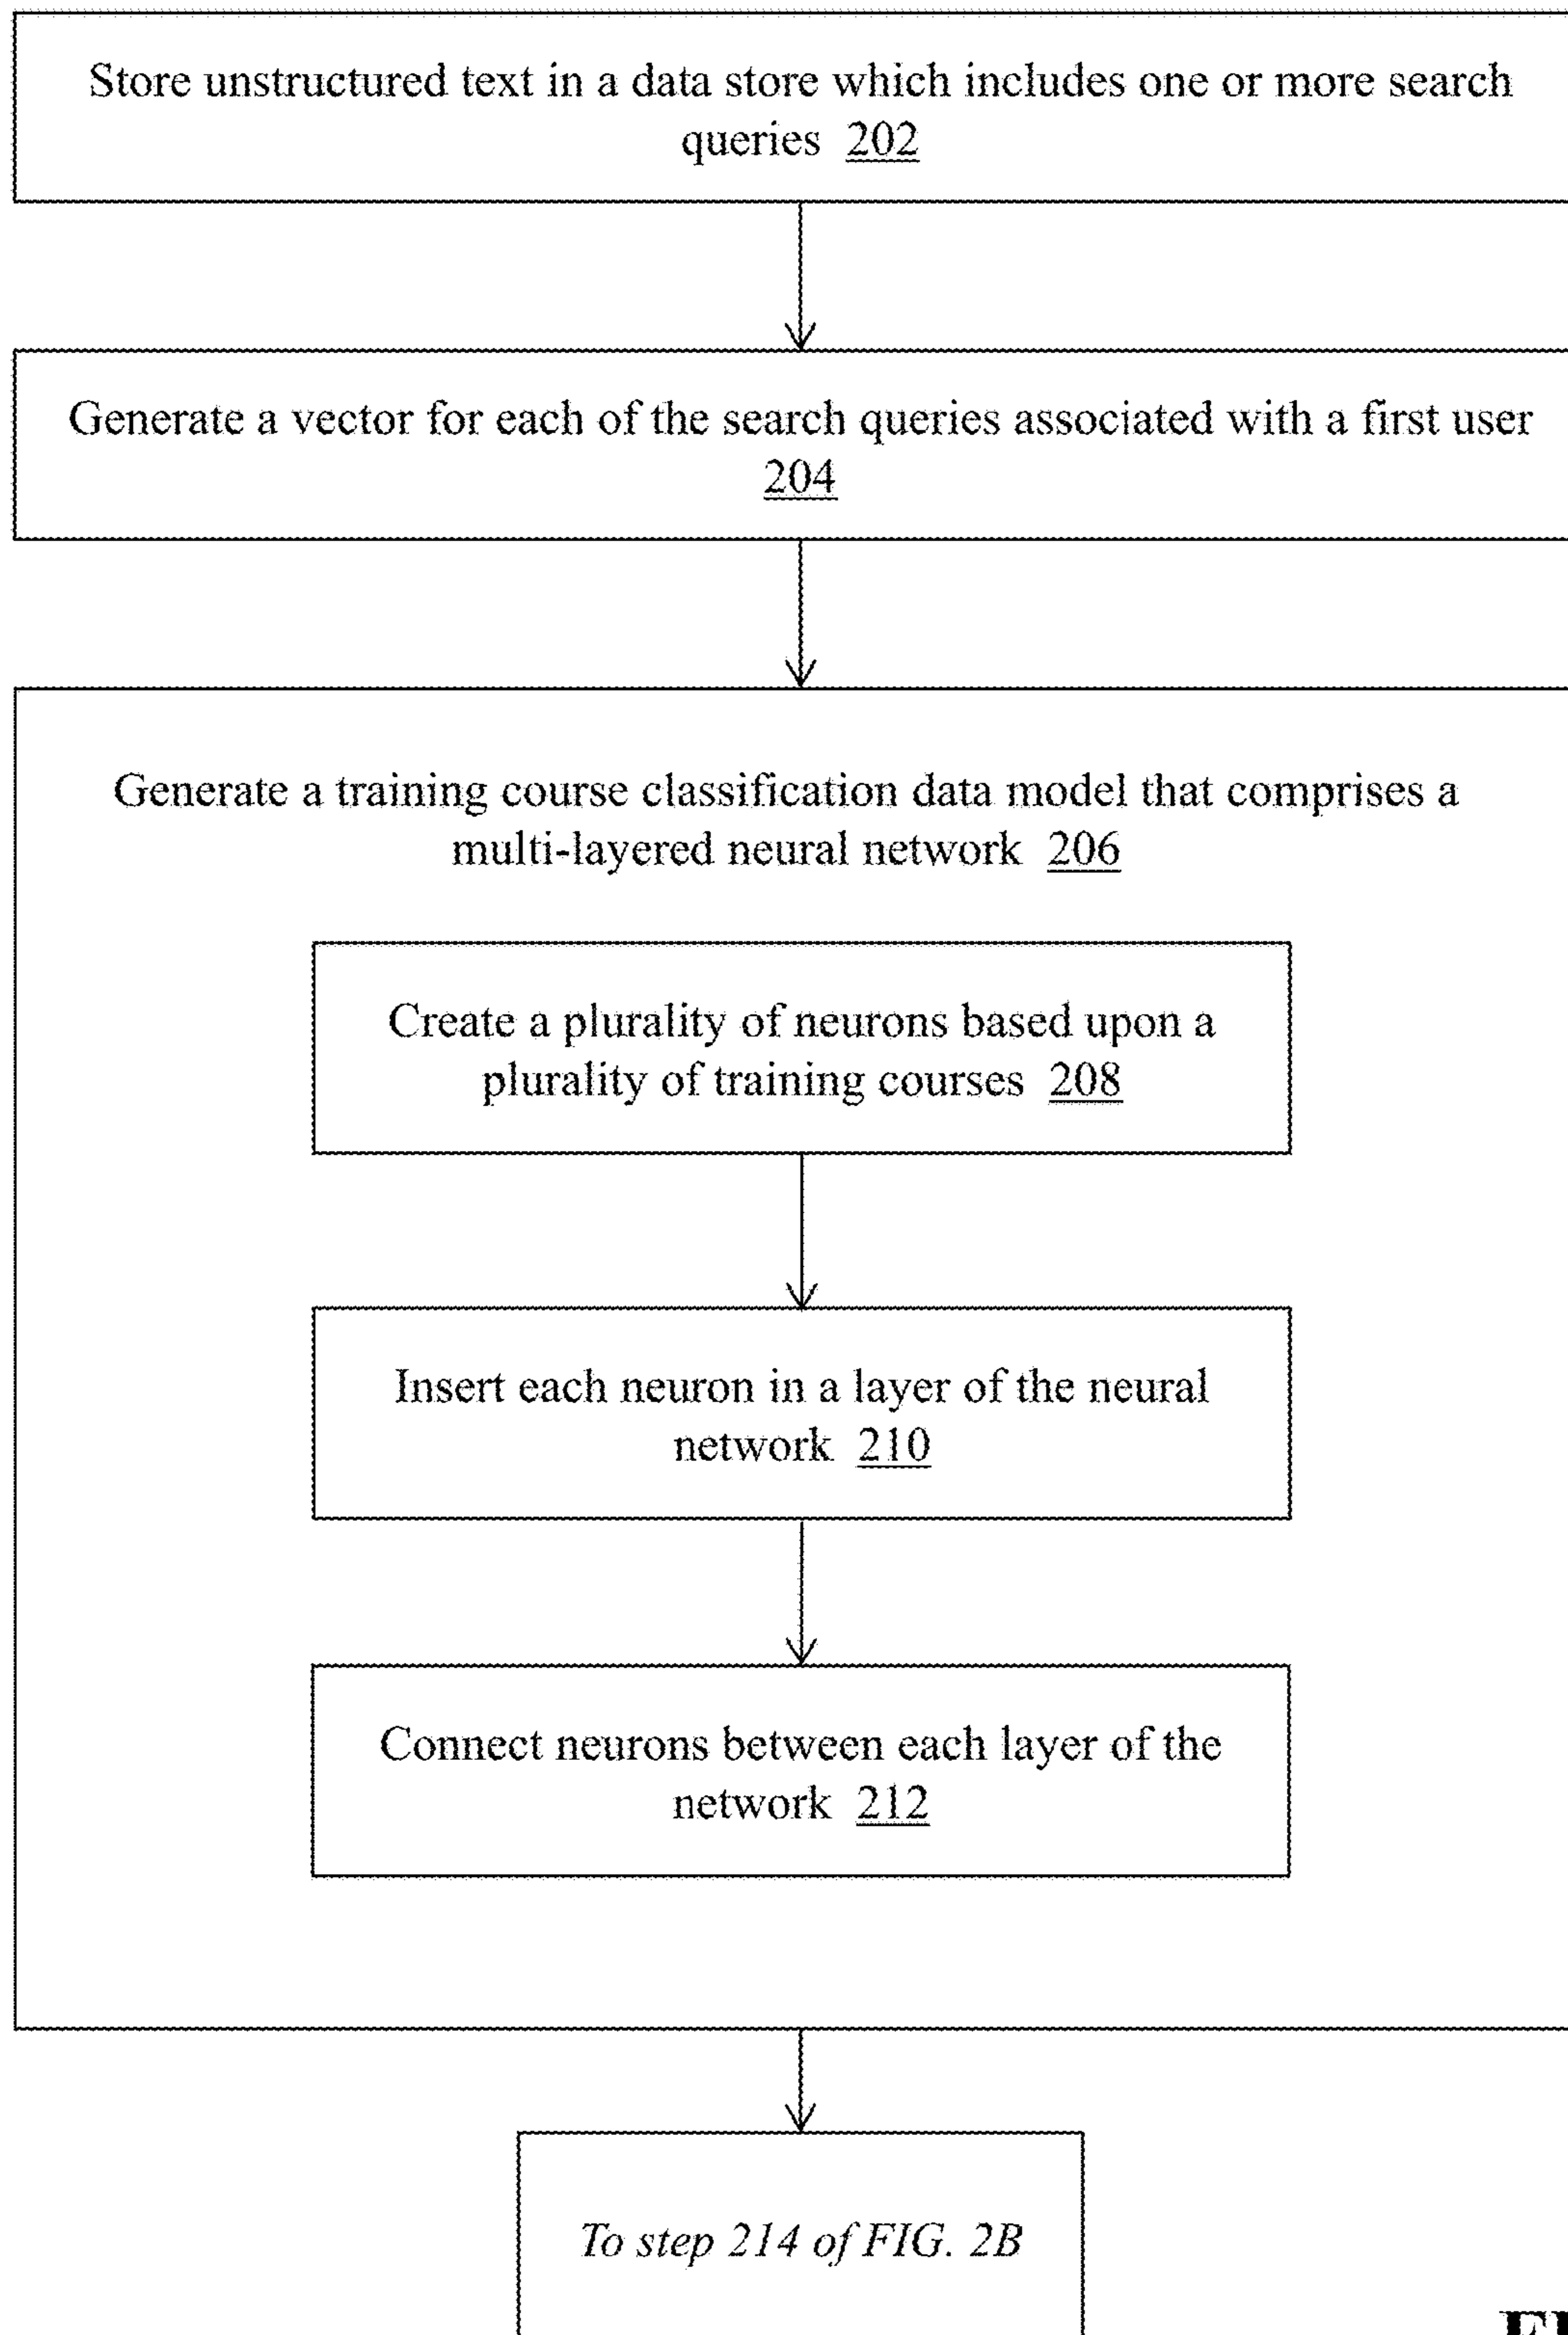 Store unstructured text in a data store which includes one or more search
queries 202
Generate a vector for each of the search queries associated with a first user
204
Generate a training course classification data model that comprises a
multi-layered neural network 206
Create a plurality of neurons based upon a
plurality of training courses 208
Insert each neuron in a layer of the neural
network 210
Connect neurons between each layer of the
network 212
To step 214 of FIG. 2B